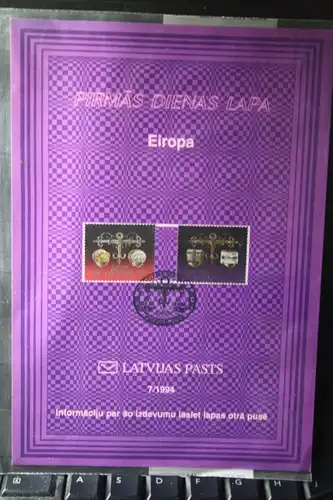 PIRMĀS DIENAS LAPA
Eiropa
LATVIJAS PASTS
7/1994
Informāciju par šo izdevumu lasiet lapas otrā pusē